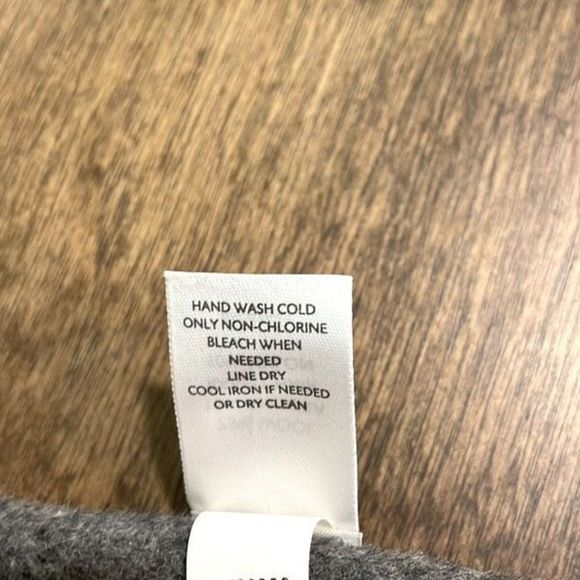 HAND WASH COLD
ONLY NON-CHLORINE
BLEACH WHEN
NEEDED
LINE DRY
COOL IRON IF NEEDED
OR DRY CLEAN